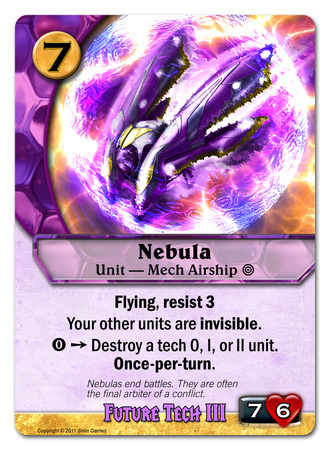 7
Nebula
Unit — Mech Airship ◎
Flying, resist 3
Your other units are invisible.
0 → Destroy a tech 0, I, or II unit.
Once-per-turn.
Nebulas end battles. They are often
the final arbiter of a conflict.
Future Tech III
7 6
Copyright © 2011 Sirlin Games